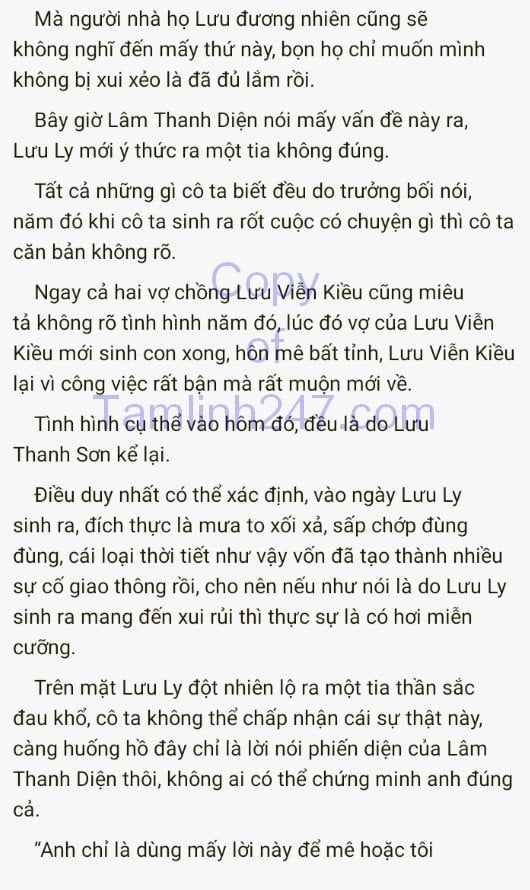 Mà người nhà họ Lưu đương nhiên cũng sẽ
không nghĩ đến mấy thứ này, bọn họ chỉ muốn mình
không bị xui xẻo là đã đủ lắm rồi.
Bây giờ Lâm Thanh Diện nói mấy vấn đề này ra,
Lưu Ly mới ý thức ra một tia không đúng.
Tất cả những gì cô ta biết đều do trưởng bối nói,
năm đó khi cô ta sinh ra rốt cuộc có chuyện gì thì cô ta
căn bản không rõ.
Ngay cả hai vợ chồng Lưu Viễn Kiều cũng miêu
tả không rõ tình hình năm đó, lúc đó vợ của Lưu Viễn
Kiều mới sinh con xong, hôn mê bất tỉnh, Lưu Viễn Kiều
lại vì công việc rất bận mà rất muộn mới về.
Tình hình cụ thể vào hôm đó, đều là do Lưu
Thanh Sơn kể lại.
Điều duy nhất có thể xác định, vào ngày Lưu Ly
sinh ra, đích thực là mưa to xối xả, sấp chớp đùng
đùng, cái loại thời tiết như vậy vốn đã tạo thành nhiều
sự cố giao thông rồi, cho nên nếu như nói là do Lưu Ly
sinh ra mang đến xui rủi thì thực sự là có hơi miễn
cưỡng.
Trên mặt Lưu Ly đột nhiên lộ ra một tia thần sắc
đau khổ, cô ta không thể chấp nhận cái sự thật này,
càng huống hồ đây chỉ là lời nói phiến diện của Lâm
Thanh Diện thôi, không ai có thể chứng minh anh đúng
cả.
“Anh chỉ là dùng mấy lời này để mê hoặc tôi
Copy
of
Tamlinh247.com